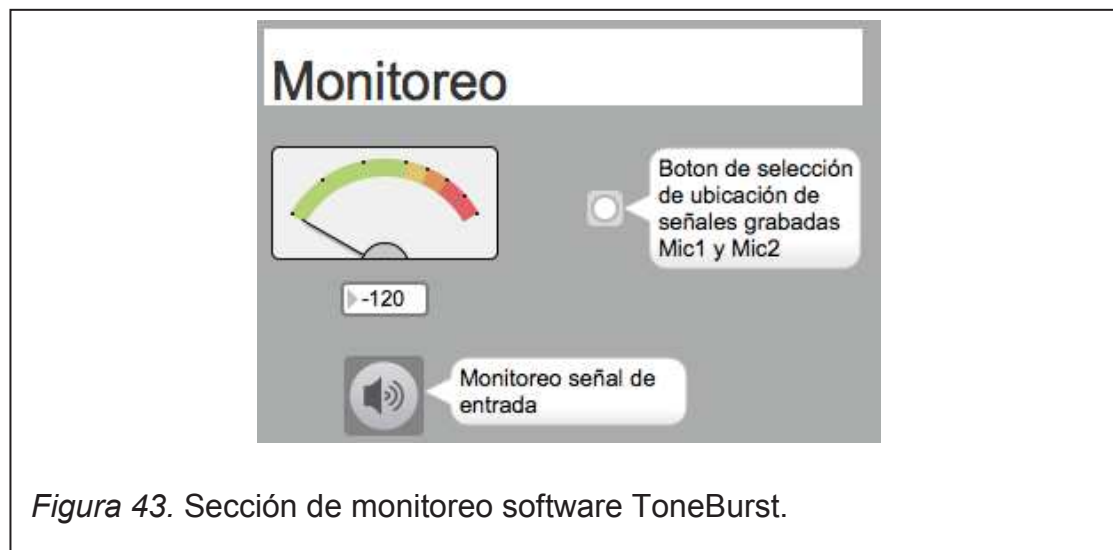 Monitoreo
Boton de selección
de ubicación de
señales grabadas
Mic1 y Mic2
-120
Monitoreo señal de
entrada
Figura 43. Sección de monitoreo software ToneBurst.